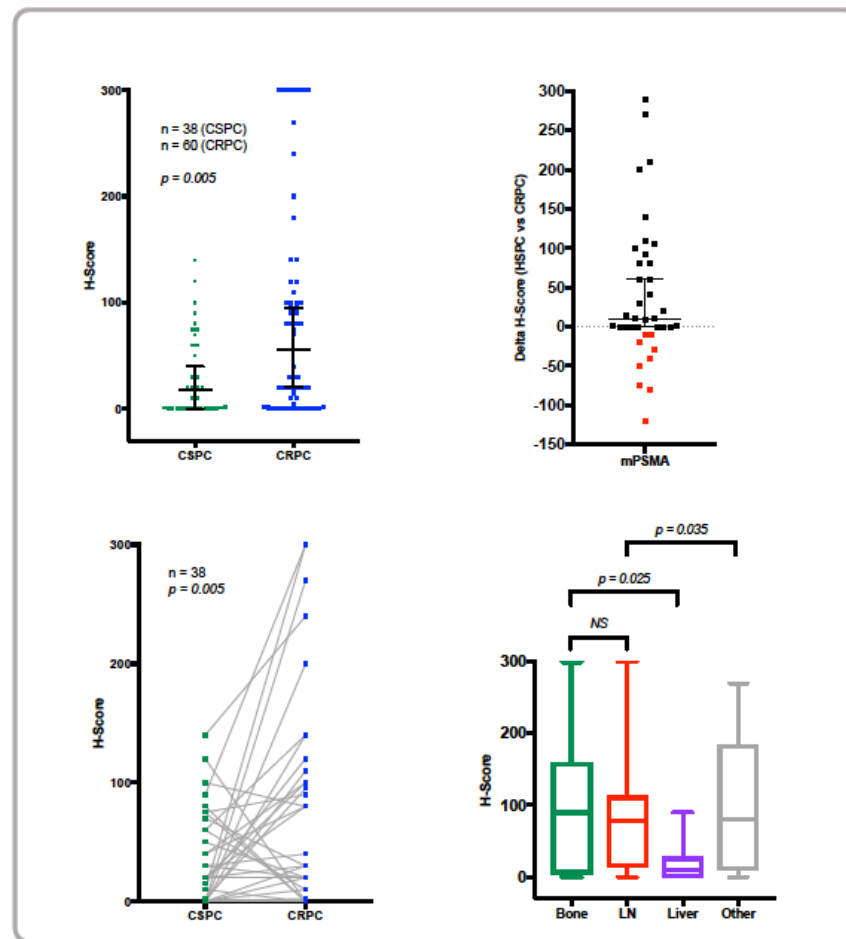 300
200
100
0
H-Score
n = 38 (CSPC)
n = 60 (CRPC)
p = 0.005
CSPC
CRPC
300
250
200
150
100
50
0
-50
-100
-150
Delta H-Score (HSPC vs CRPC)
mPSMA
300
200
100
0
H-Score
n = 38
p = 0.005
CSPC
CRPC
p = 0.035
p = 0.025
NS
300
200
100
0
H-Score
Bone
LN
Liver
Other